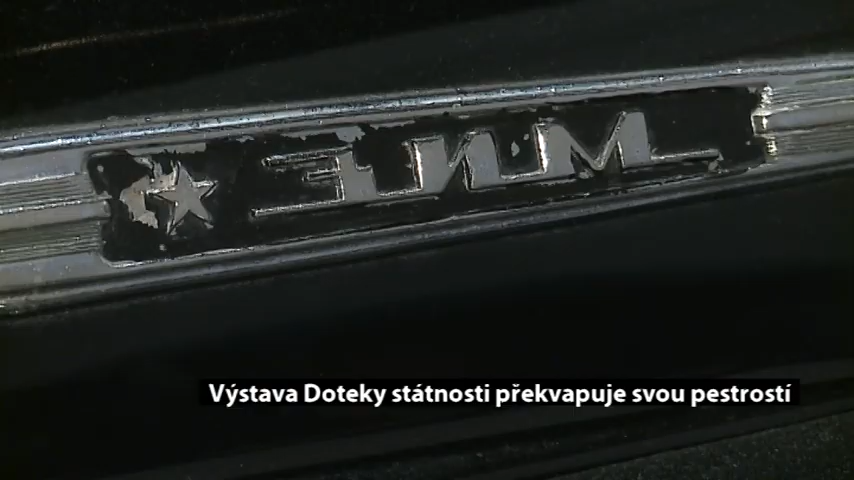 ЗИМ
Výstava Doteky státnosti překvapuje svou pestrostí